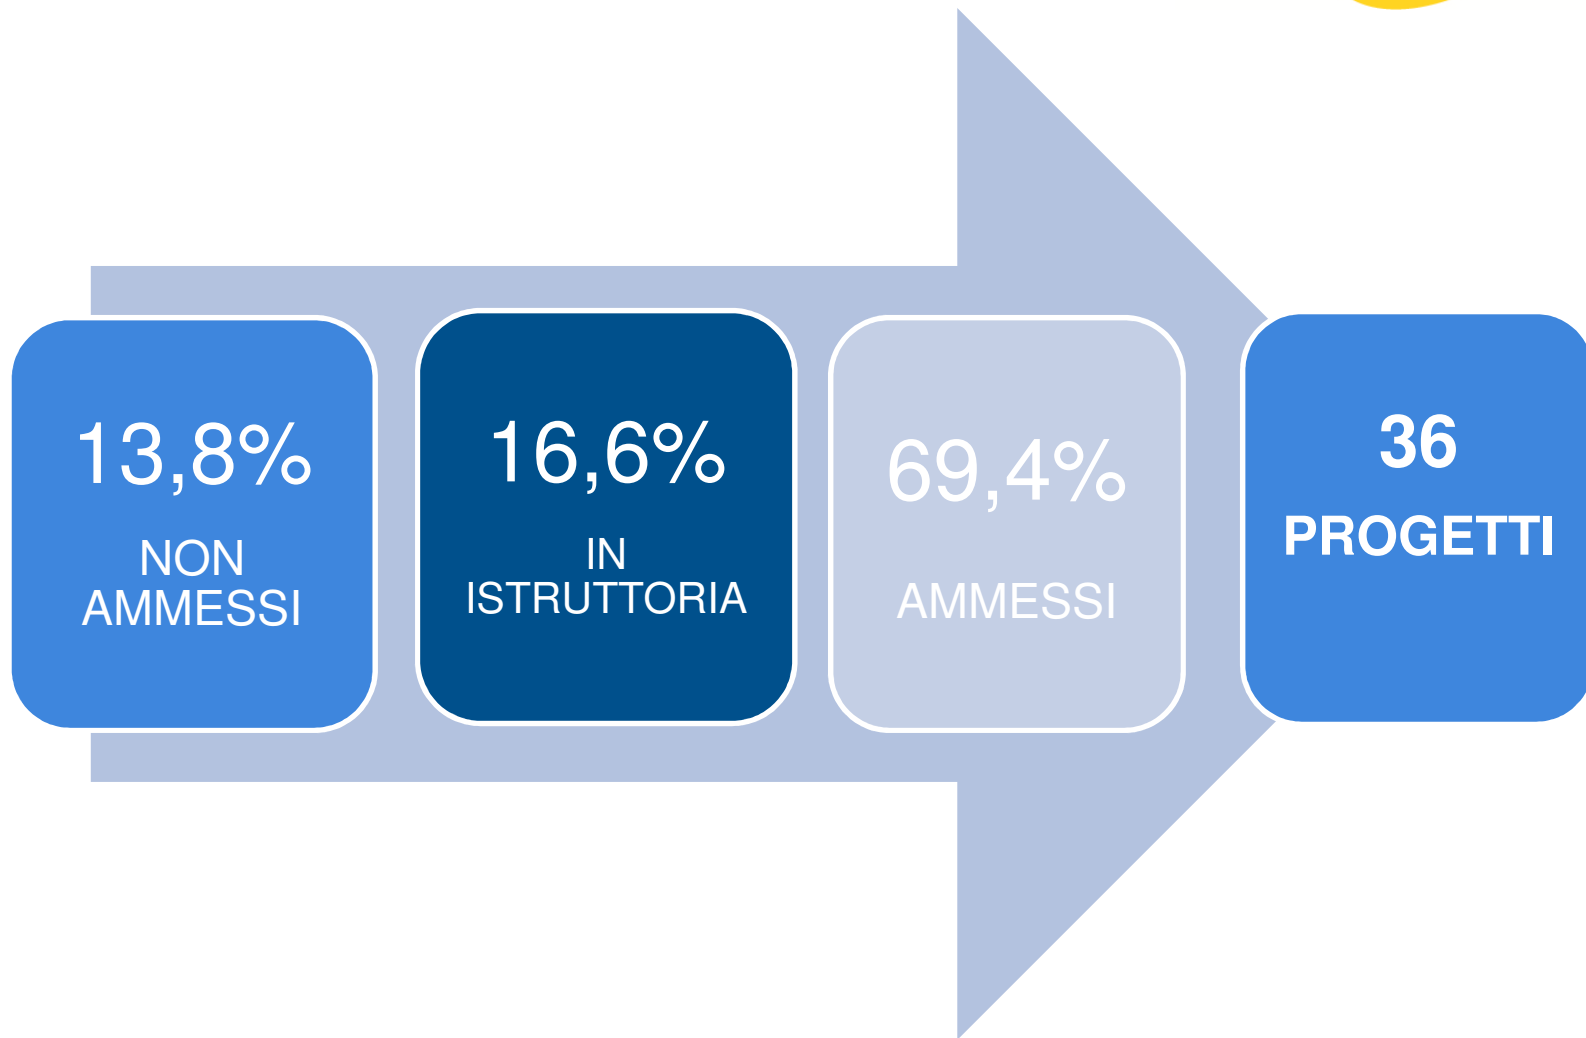 13,8%
NON
AMMESSI
16,6%
IN
ISTRUTTORIA
69,4%
AMMESSI
36
PROGETTI